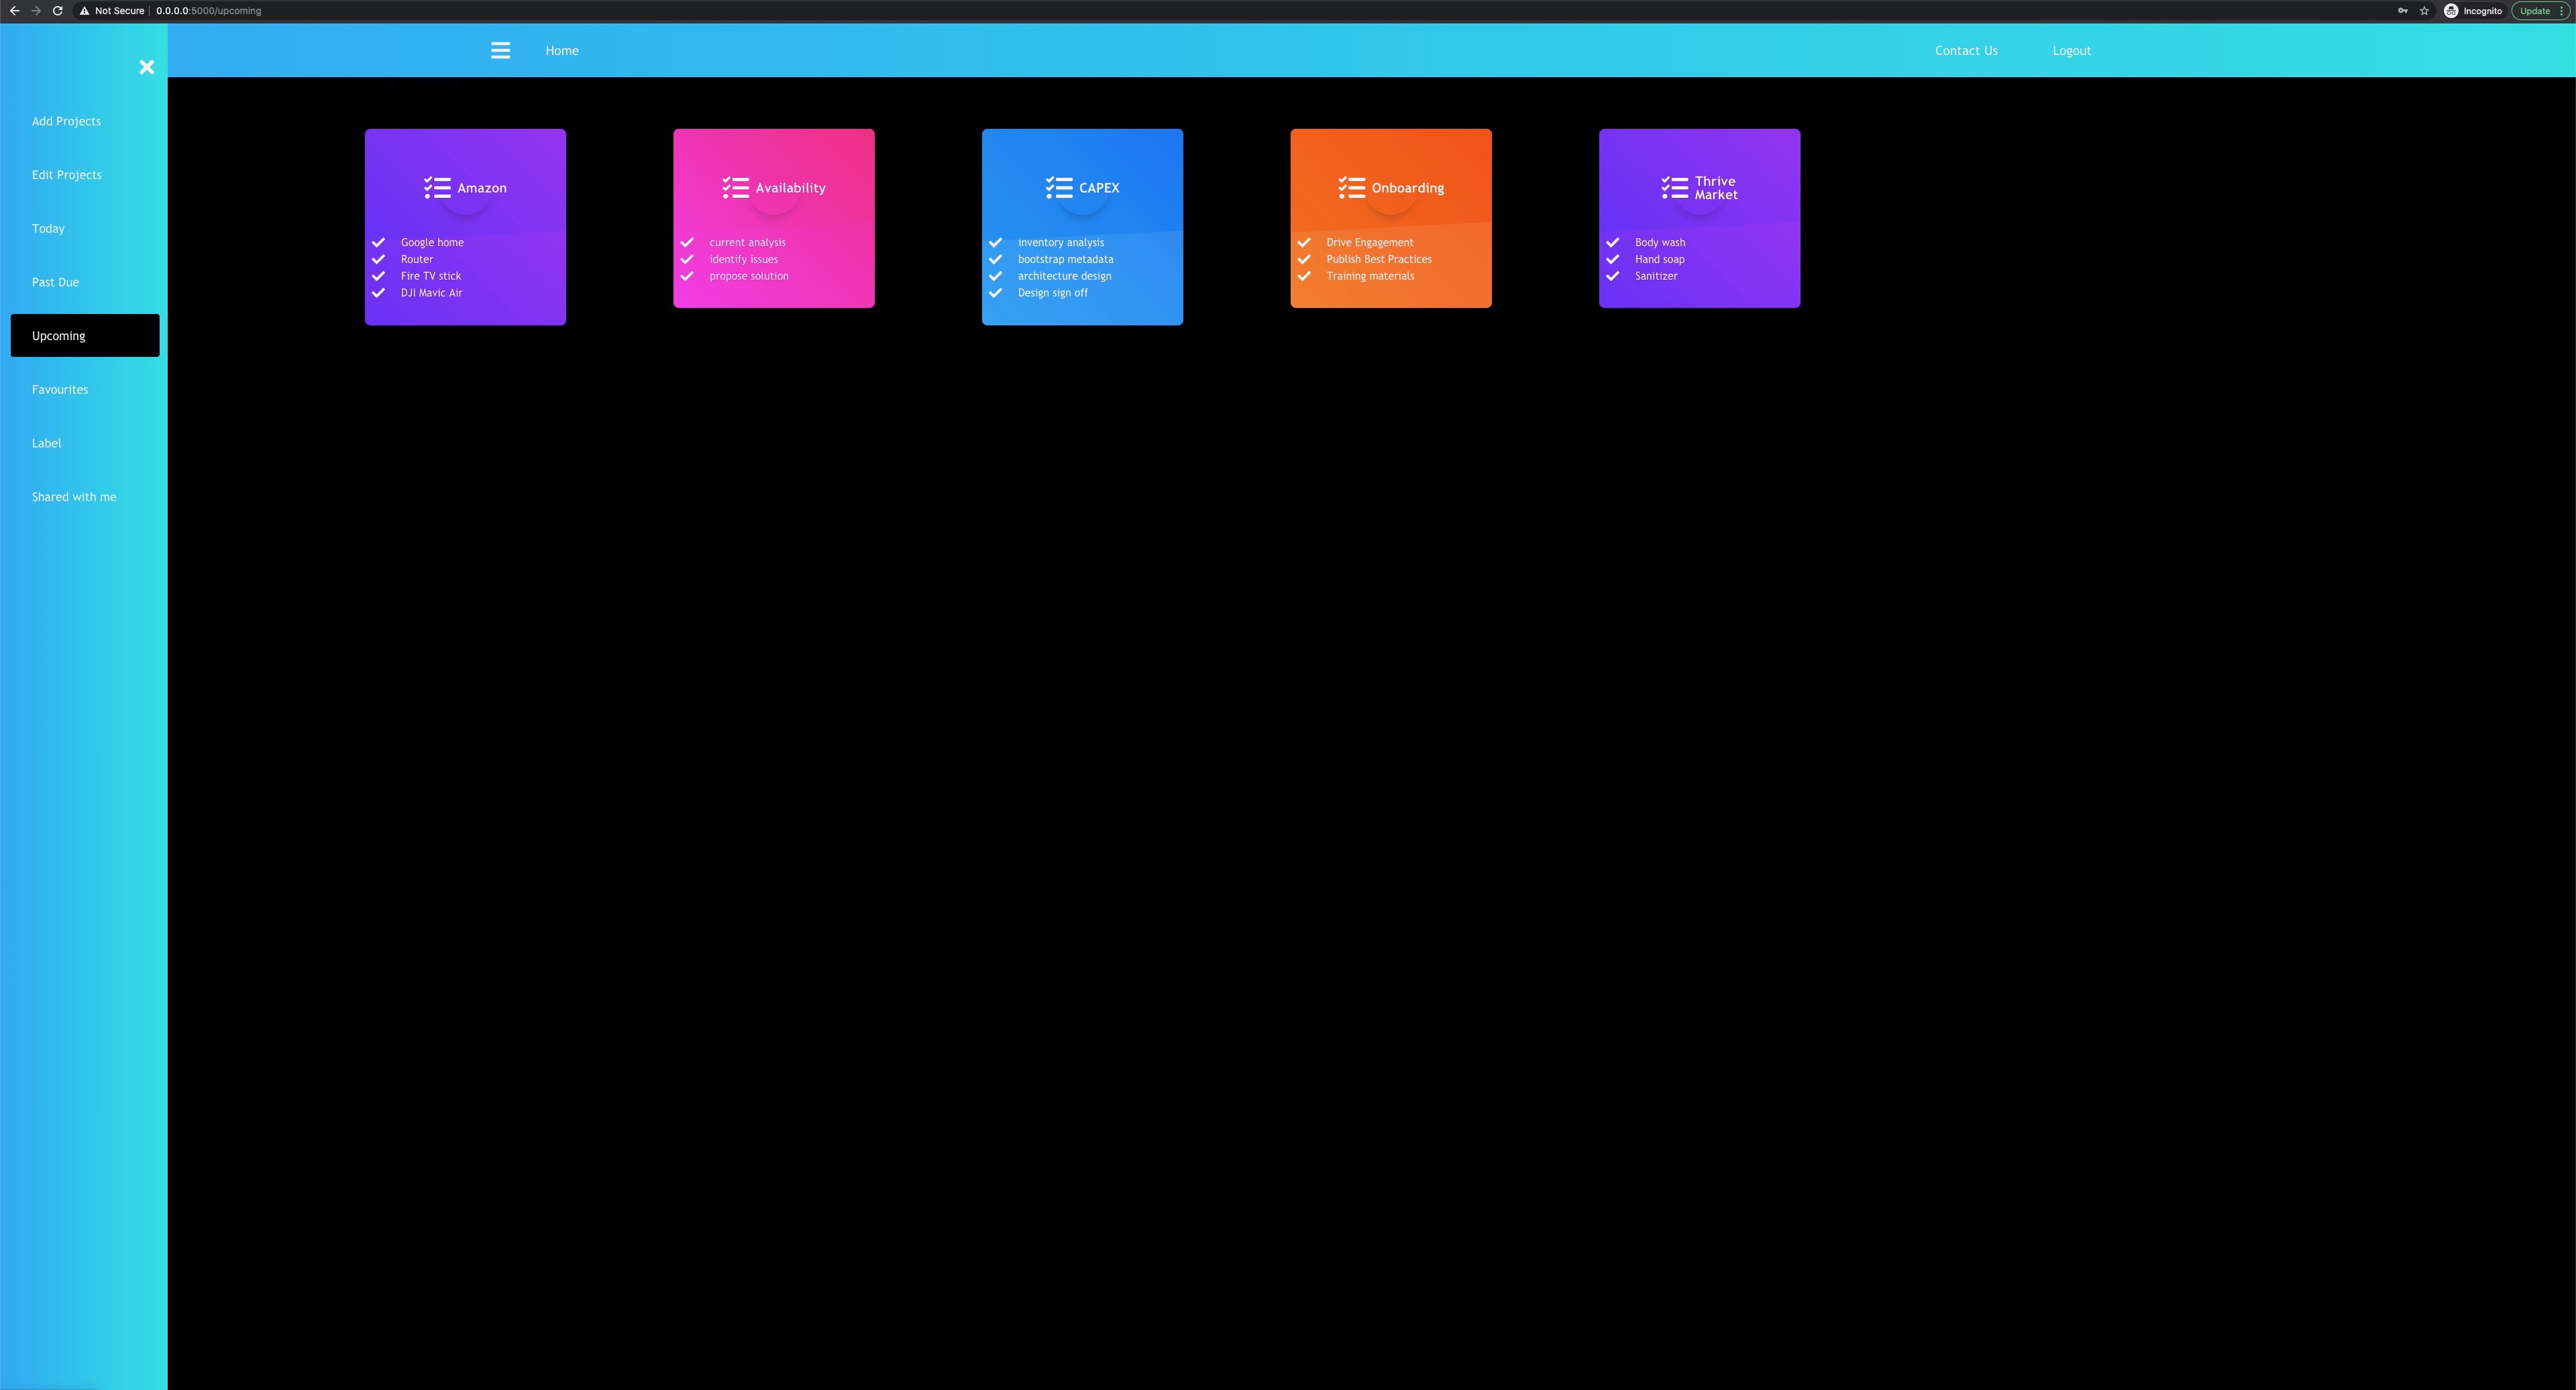 Not Secure 0.0.0.0:5000/upcoming Incognito Update
Home Contact Us Logout
Add Projects
Edit Projects
Today
Past Due
Upcoming
Favourites
Label
Shared with me
Amazon
Google home
Router
Fire TV stick
DJI Mavic Air
Availability
current analysis
identify issues
propose solution
CAPEX
inventory analysis
bootstrap metadata
architecture design
Design sign off
Onboarding
Drive Engagement
Publish Best Practices
Training materials
Thrive
Market
Body wash
Hand soap
Sanitizer